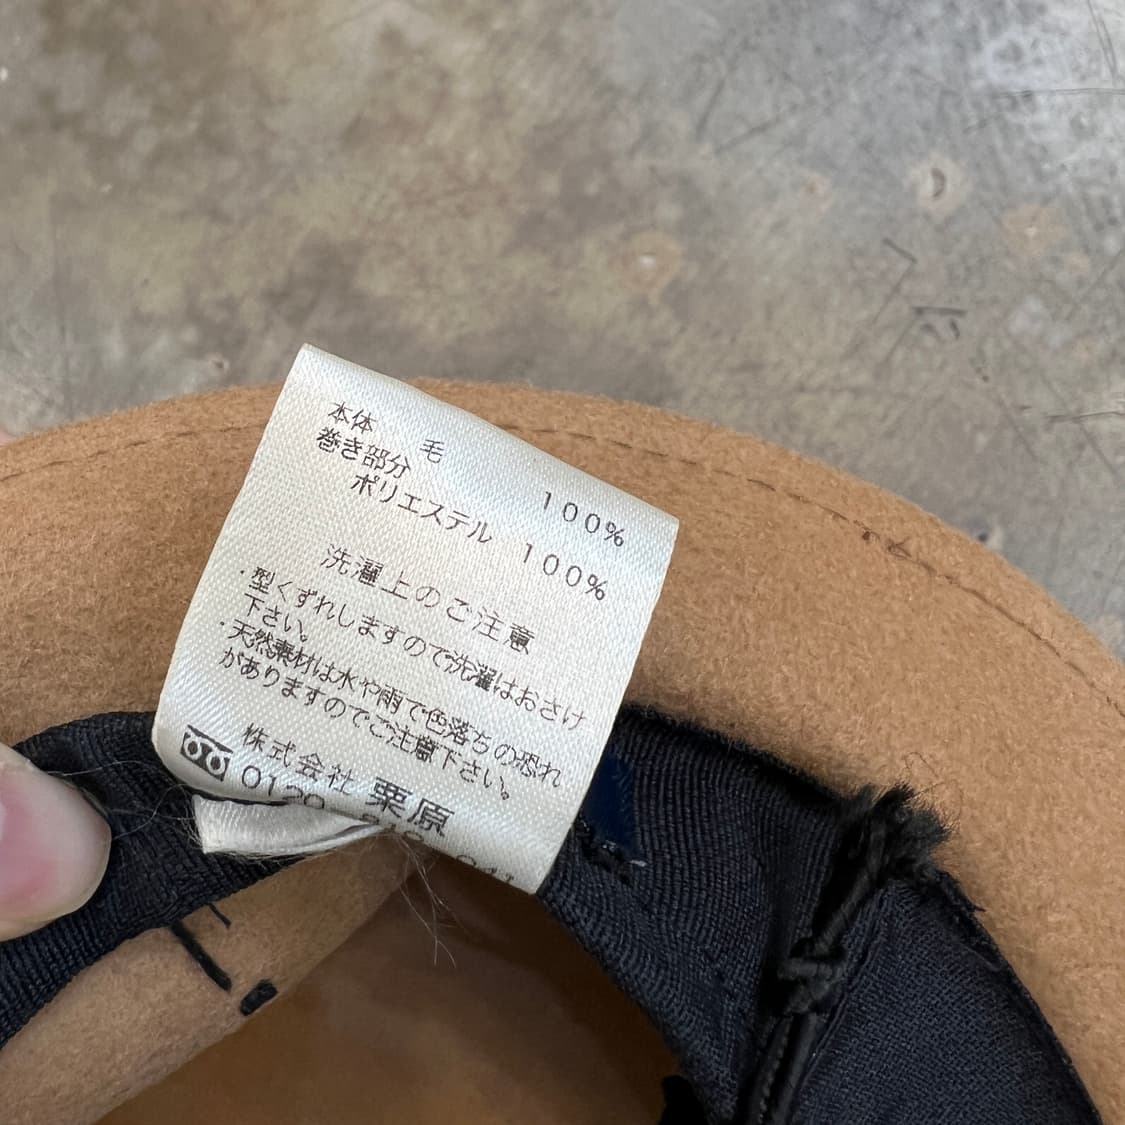 本体 毛 100%
巻き部分
ポリエステル 100%
洗濯上のご注意
・型くずれしますので洗濯はおさけ
下さい。
・天然素材は水や雨で色落ちの恐れ
がありますのでご注意下さい。
株式会社 栗原
0120